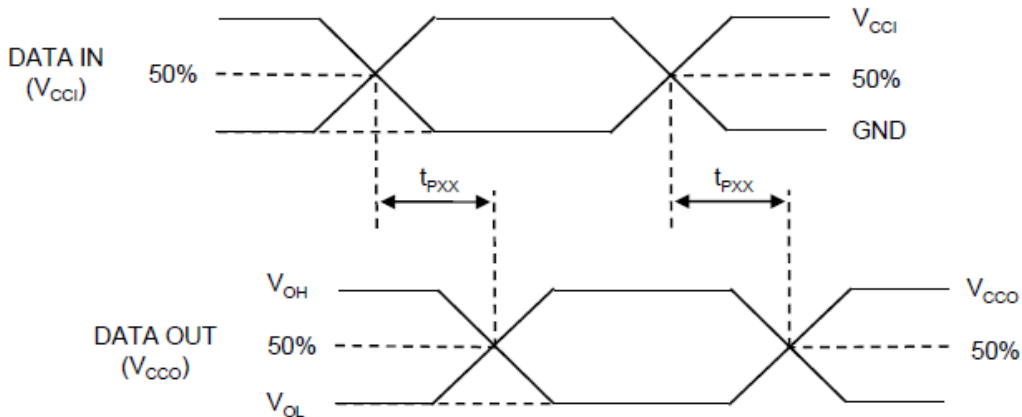 DATA IN
(VCCI)
50%
VCCI
50%
GND
tPXX
tPXX
DATA OUT
(VCCO)
VOH
50%
VOL
VCCO
50%